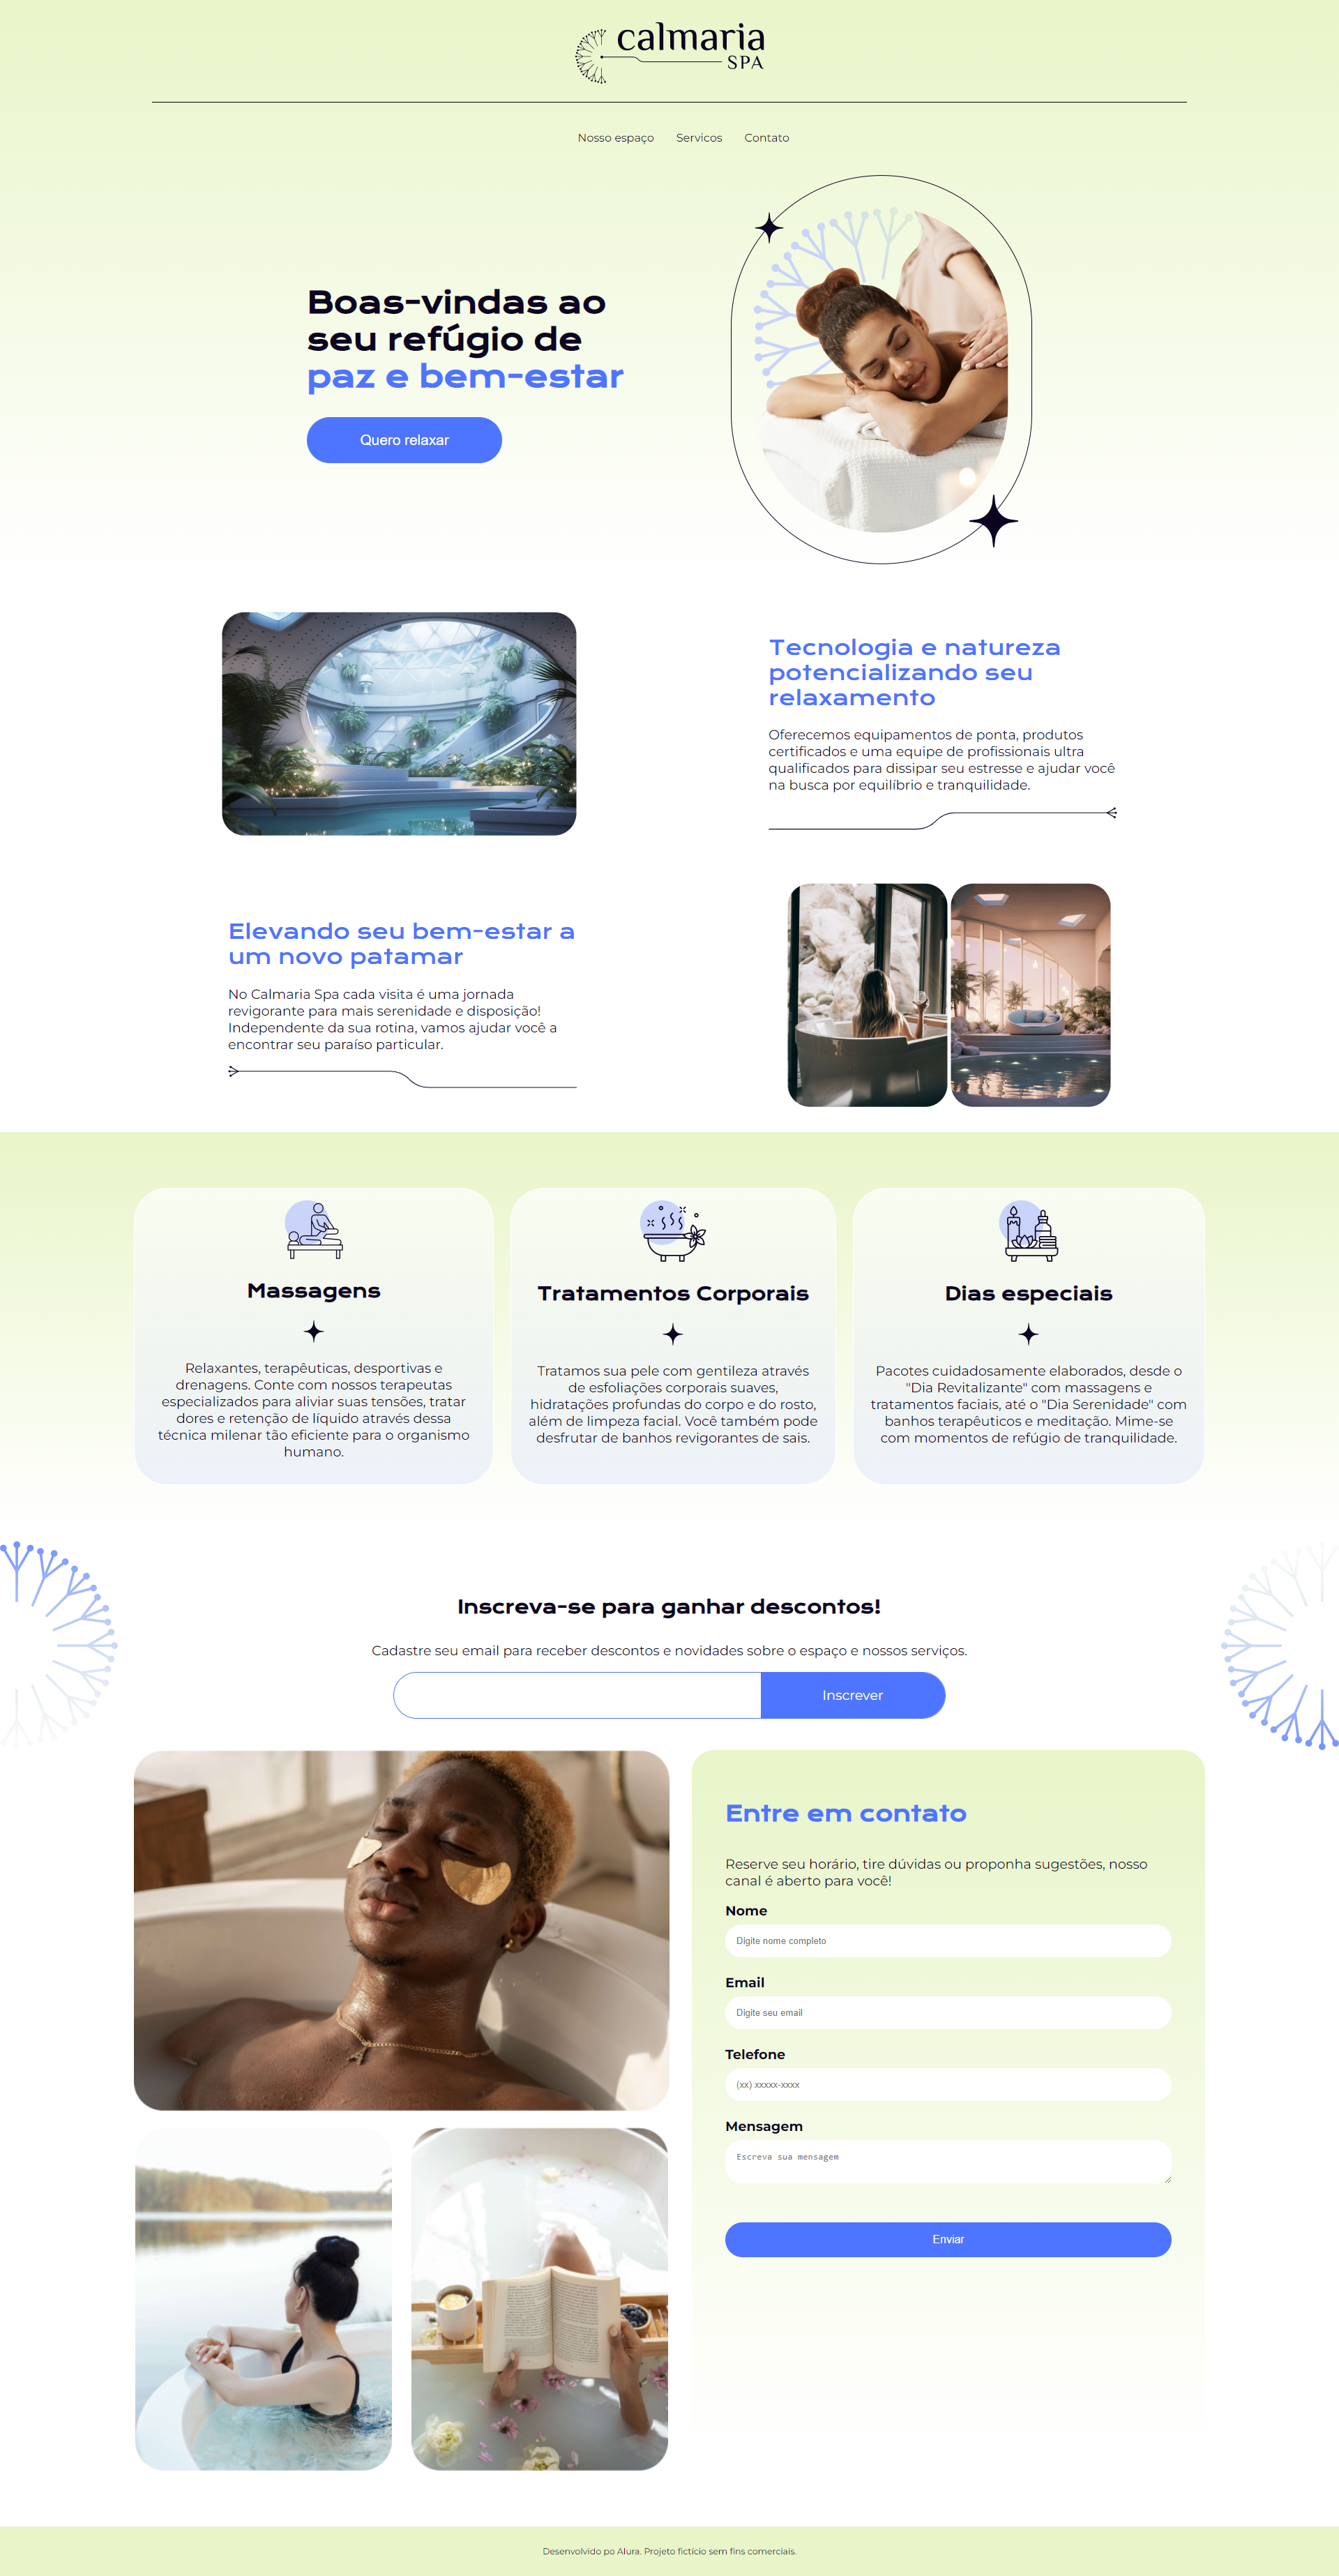 calmaria
SPA
Nosso espaço Servicos Contato
Boas-vindas ao
seu refúgio de
paz e bem-estar
Quero relaxar
Tecnologia e natureza
potencializando seu
relaxamento
Oferecemos equipamentos de ponta, produtos
certificados e uma equipe de profissionais ultra
qualificados para dissipar seu estresse e ajudar você
na busca por equilíbrio e tranquilidade.
Elevando seu bem-estar a
um novo patamar
No Calmaria Spa cada visita é uma jornada
revigorante para mais serenidade e disposição!
Independente da sua rotina, vamos ajudar você a
encontrar seu paraíso particular.
Massagens
Relaxantes, terapêuticas, desportivas e
drenagens. Conte com nossos terapeutas
especializados para aliviar suas tensões, tratar
dores e retenção de líquido através dessa
técnica milenar tão eficiente para o organismo
humano.
Tratamentos Corporais
Tratamos sua pele com gentileza através
de esfoliações corporais suaves,
hidratações profundas do corpo e do rosto,
além de limpeza facial. Você também pode
desfrutar de banhos revigorantes de sais.
Dias especiais
Pacotes cuidadosamente elaborados, desde o
"Dia Revitalizante" com massagens e
tratamentos faciais, até o "Dia Serenidade" com
banhos terapêuticos e meditação. Mime-se
com momentos de refúgio de tranquilidade.
Inscreva-se para ganhar descontos!
Cadastre seu email para receber descontos e novidades sobre o espaço e nossos serviços.
Inscrever
Entre em contato
Reserve seu horário, tire dúvidas ou proponha sugestões, nosso
canal é aberto para você!
Nome
Digite nome completo
Email
Digite seu email
Telefone
(xx) xxxxx-xxxx
Mensagem
Escreva sua mensagem
Enviar
Desenvolvido po Alura. Projeto fictício sem fins comerciais.